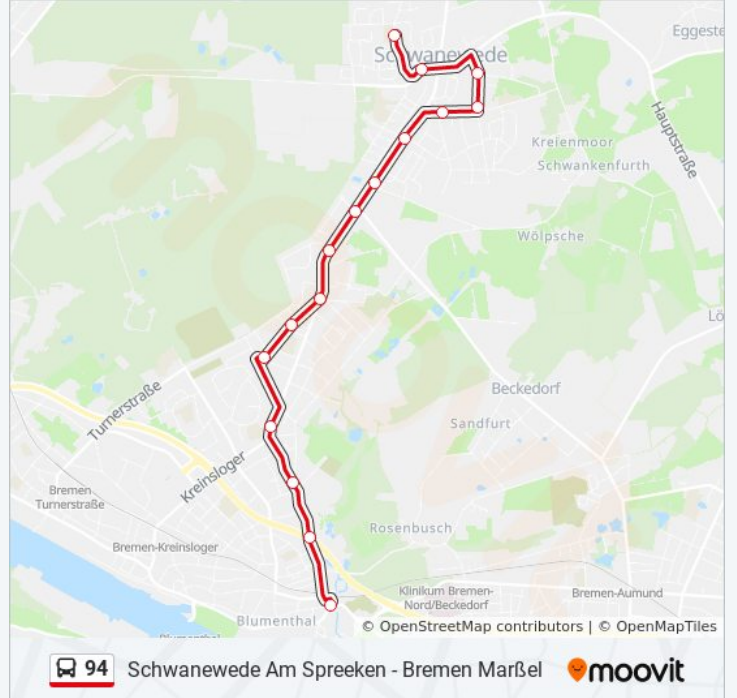 Eggeste
Schwanewede
Hauptstraße
Kreienmoor
Schwankenfurth
Wölpsche
Lö
Beckedorf
Turnerstraße
Sandfurt
Kreinsloger
Bremen
Turnerstraße
Rosenbusch
Bremen-Kreinsloger
Klinikum Bremen-
Nord/Beckedorf
Bremen-Aumund
Blumenthal
© OpenStreetMap contributors | © OpenMapTiles
94 Schwanewede Am Spreeken - Bremen Marßel moovit